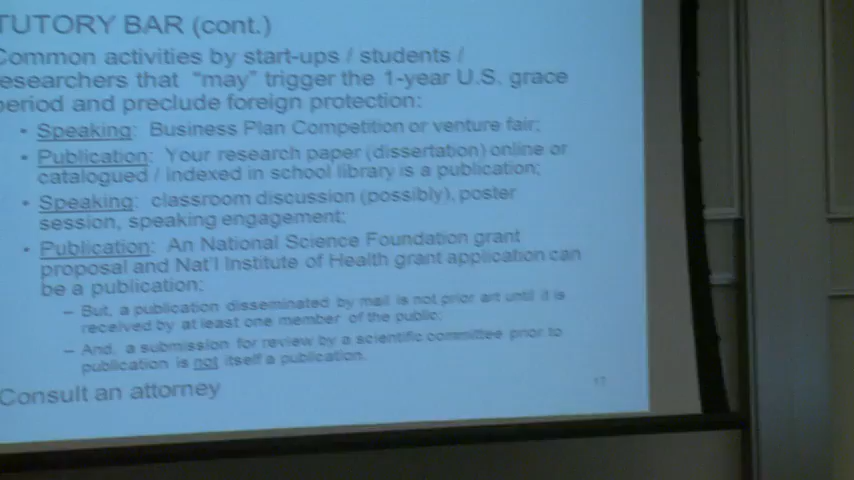 TUTORY BAR (cont.)
Common activities by start-ups / students /
esearchers that "may" trigger the 1-year U.S. grace
period and preclude foreign protection:
• Speaking: Business Plan Competition or venture fair;
• Publication: Your research paper (dissertation) online or
catalogued / indexed in school library is a publication;
• Speaking: classroom discussion (possibly), poster
session, speaking engagement;
• Publication: An National Science Foundation grant
proposal and Nat'l Institute of Health grant application can
be a publication;
– But, a publication disseminated by mail is not prior art until it is
received by at least one member of the public;
– And, a submission for review by a scientific committee prior to
publication is not itself a publication.
Consult an attorney
17